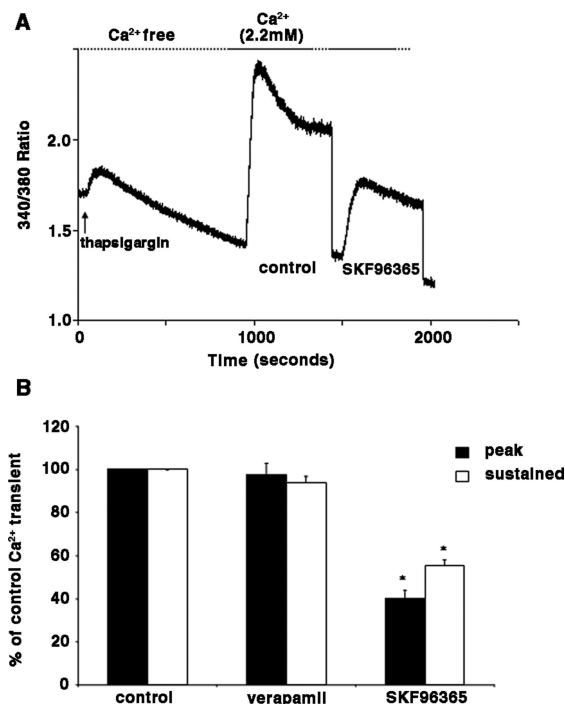 A
Ca²⁺ free
Ca²⁺
(2.2mM)
340/380 Ratio
2.0
1.5
1.0
thapsigargin
control
SKF96365
0
1000
2000
Time (seconds)
B
% of control Ca²⁺ transient
120
100
80
60
40
20
0
peak
sustained
*
*
control
verapamil
SKF96365